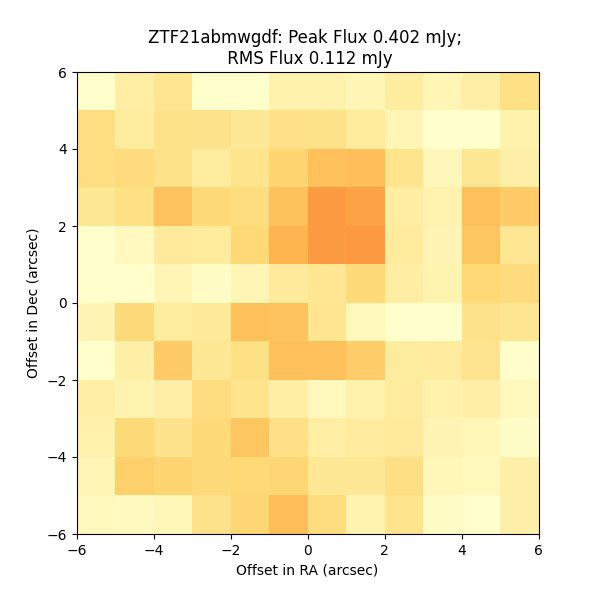 ZTF21abmwgdf: Peak Flux 0.402 mJy;
RMS Flux 0.112 mJy
6
4
2
0
−2
−4
−6
Offset in Dec (arcsec)
−6 −4 −2 0 2 4 6
Offset in RA (arcsec)